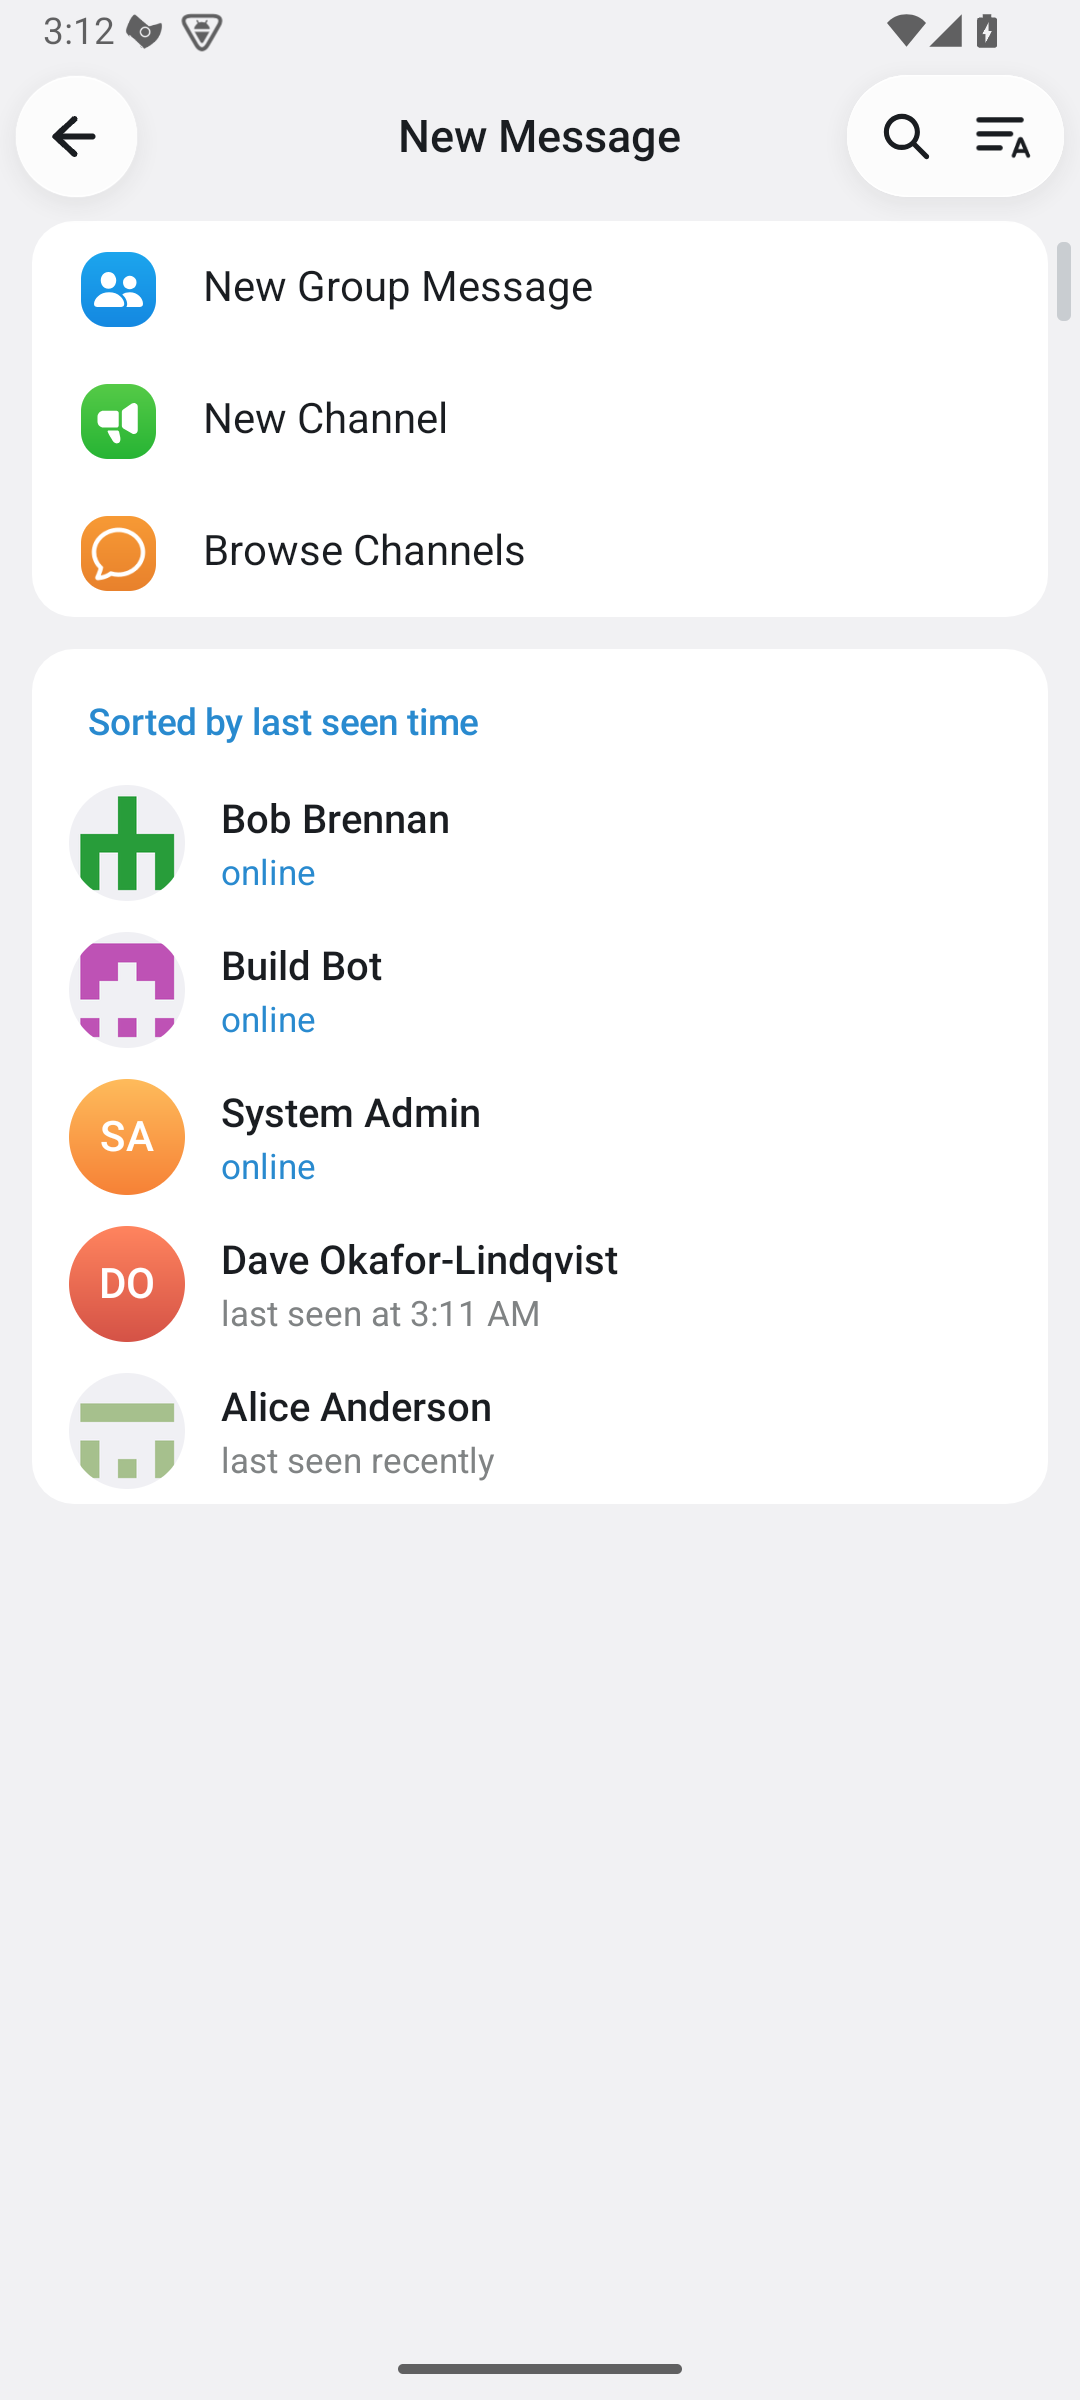 3:12
New Message
New Group Message
New Channel
Browse Channels
Sorted by last seen time
Bob Brennan
online
Build Bot
online
SA
System Admin
online
DO
Dave Okafor-Lindqvist
last seen at 3:11 AM
Alice Anderson
last seen recently